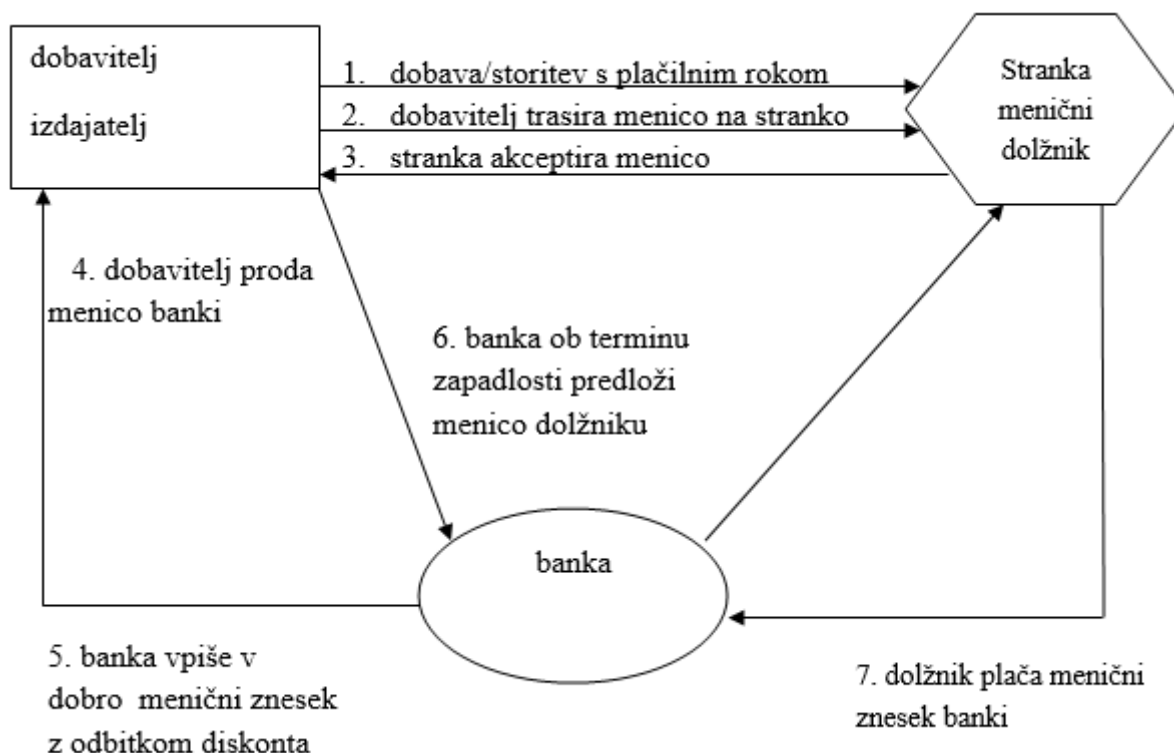 dobavitelj
izdajatelj
1. dobava/storitev s plačilnim rokom
2. dobavitelj trasira menico na stranko
3. stranka akceptira menico
Stranka
menični
dolžnik
4. dobavitelj proda
menico banki
6. banka ob terminu
zapadlosti predloži
menico dolžniku
banka
5. banka vpiše v
dobro menični znesek
z odbitkom diskonta
7. dolžnik plača menični
znesek banki